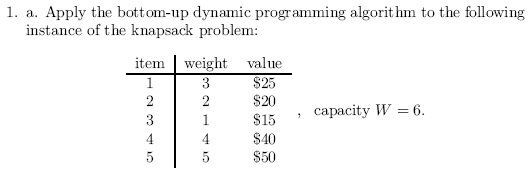 1. a. Apply the bottom-up dynamic programming algorithm to the following
instance of the knapsack problem:
item weight value
1 3 $25
2 2 $20
3 1 $15
, capacity W = 6.
4 4 $40
5 5 $50